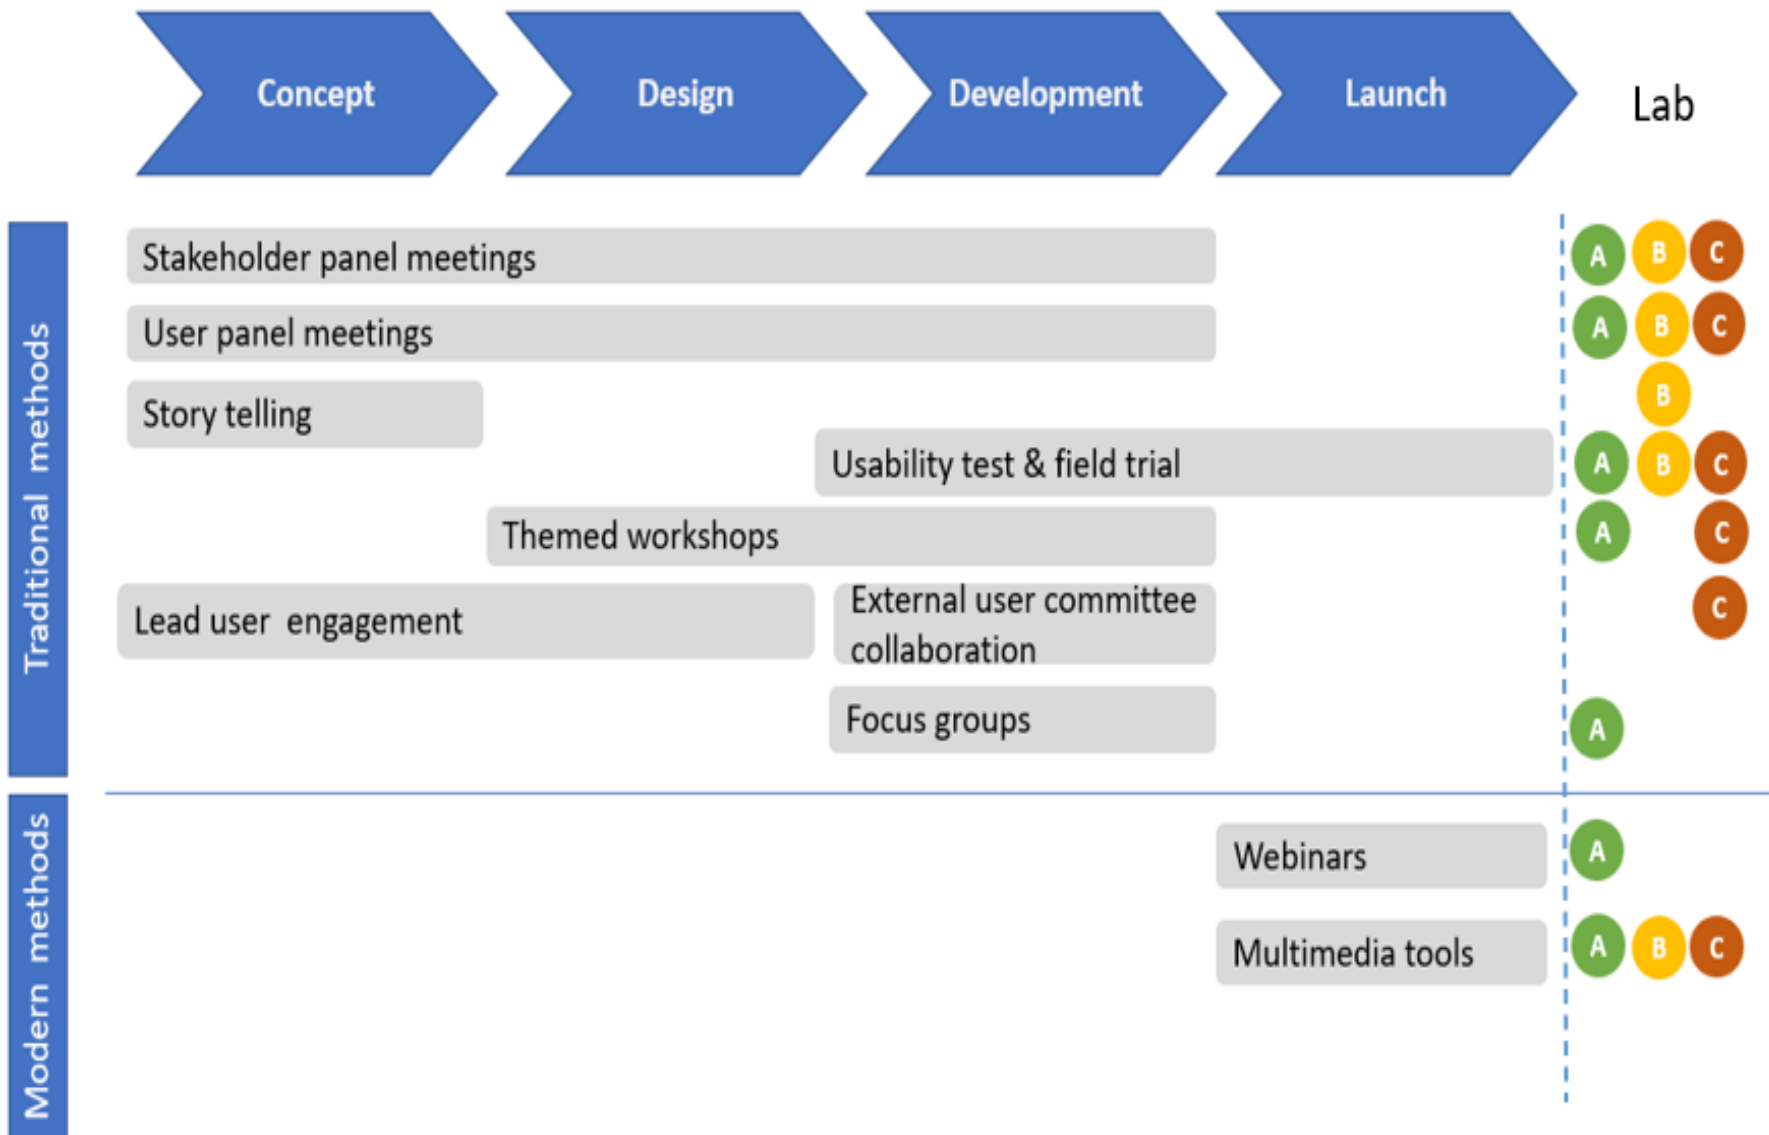 Concept
Design
Development
Launch
Lab
Traditional methods
Stakeholder panel meetings
A B C
User panel meetings
A B C
Story telling
B
Usability test & field trial
A B C
Themed workshops
A C
Lead user engagement
External user committee
collaboration
C
Focus groups
A
Modern methods
Webinars
A
Multimedia tools
A B C